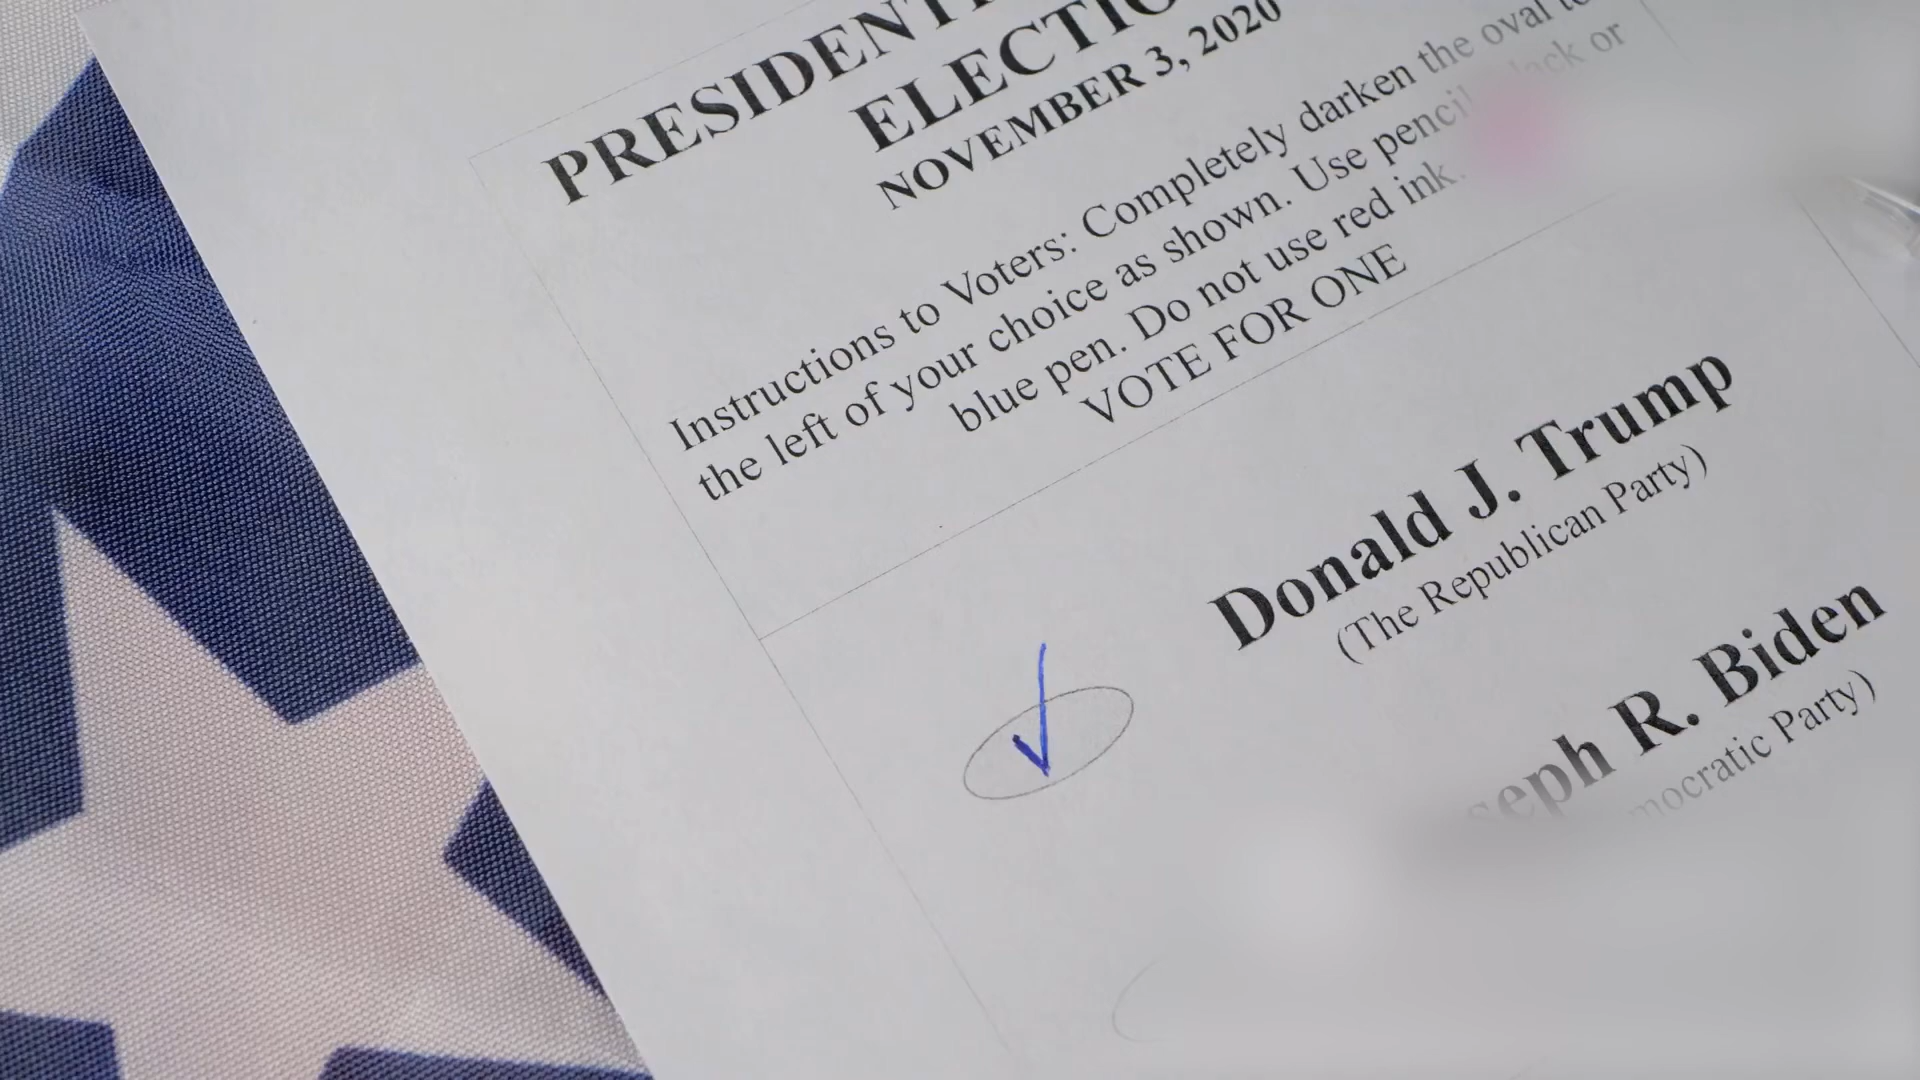 PRESIDENT
ELECTIO
NOVEMBER 3, 2020
Instructions to Voters: Completely darken the oval to
the left of your choice as shown. Use pencil, black or
blue pen. Do not use red ink.
VOTE FOR ONE
Donald J. Trump
(The Republican Party)
seph R. Biden
mocratic Party)